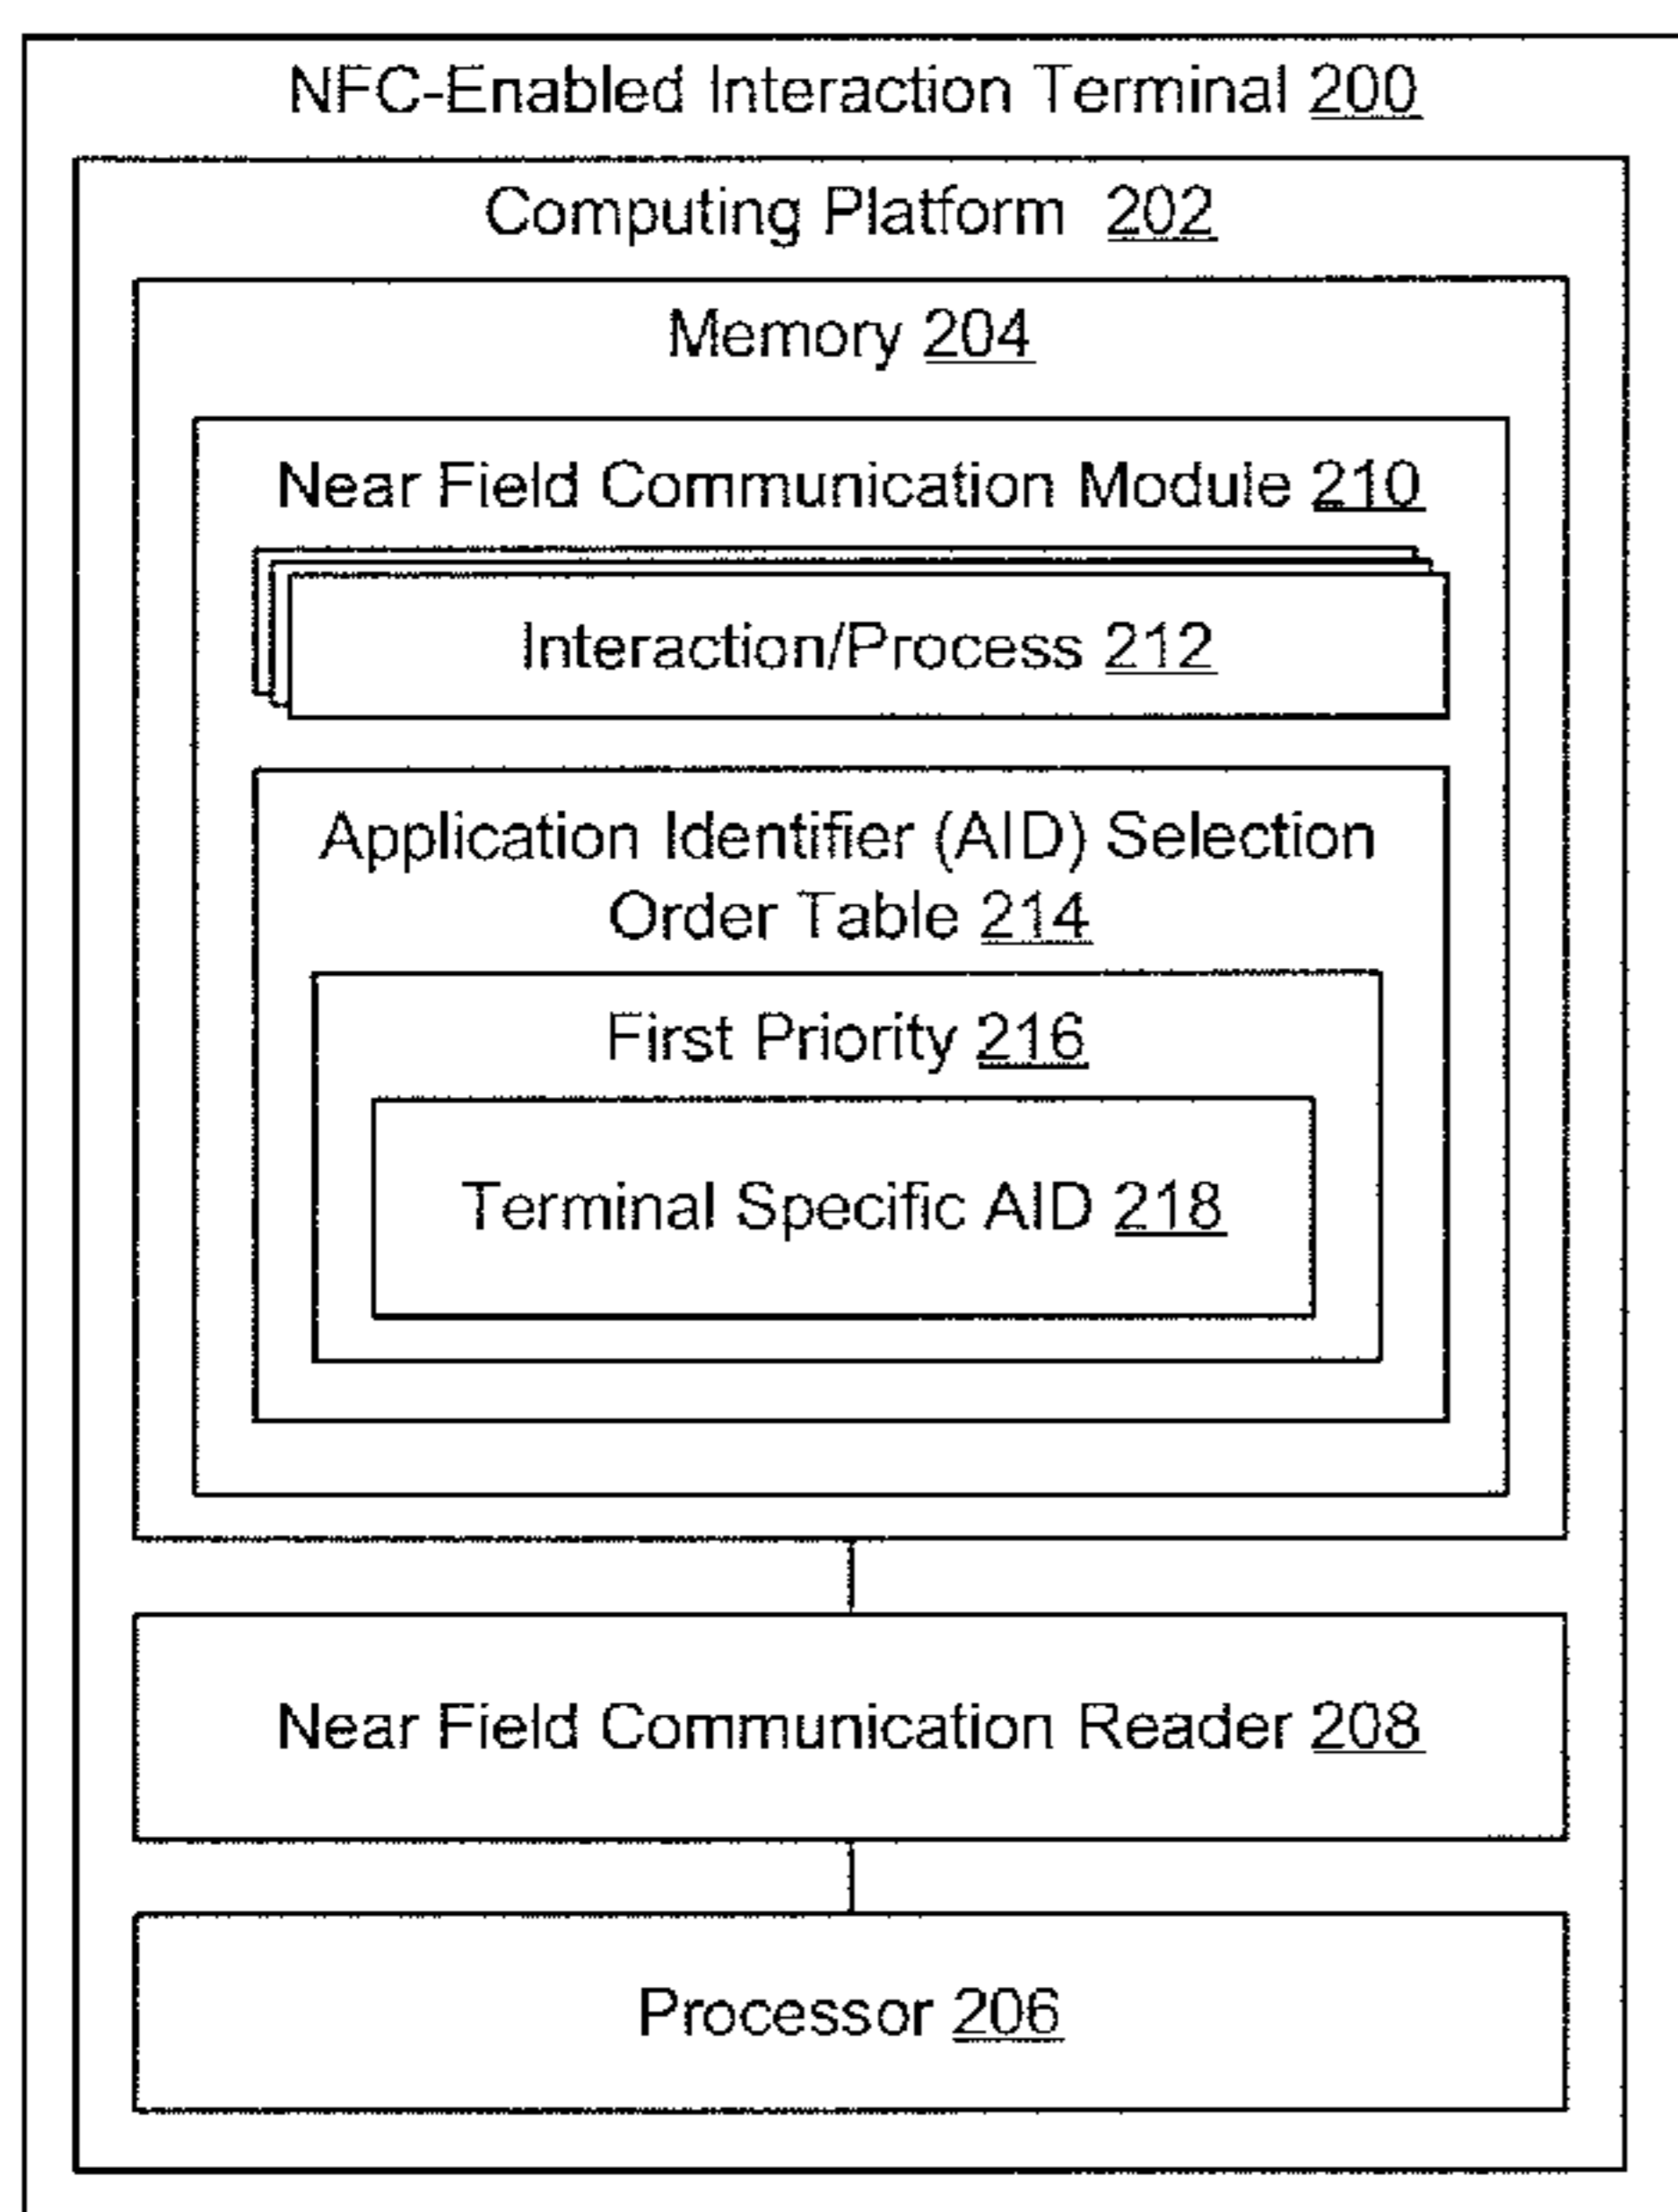 NFC-Enabled Interaction Terminal 200
Computing Platform 202
Memory 204
Near Field Communication Module 210
Interaction/Process 212
Application Identifier (AID) Selection
Order Table 214
First Priority 216
Terminal Specific AID 218
Near Field Communication Reader 208
Processor 206